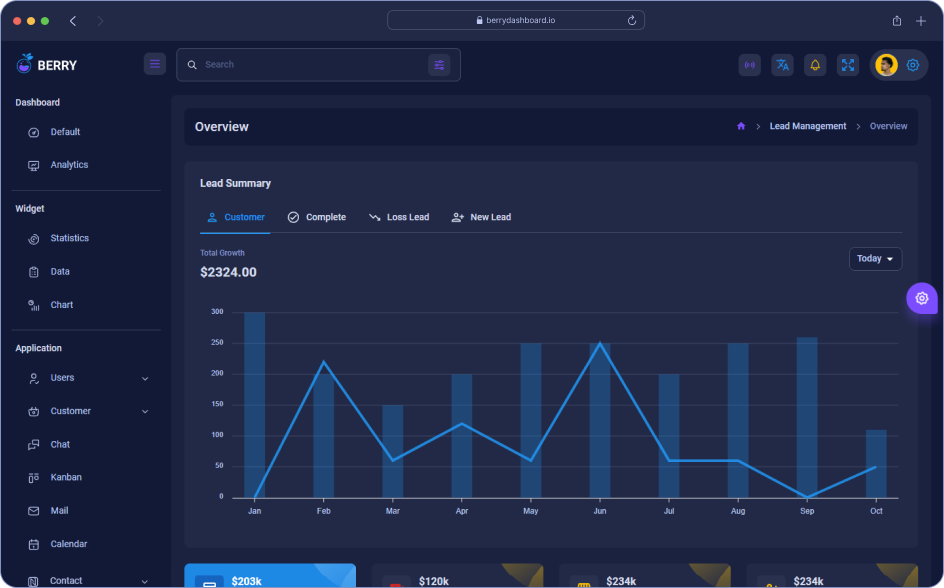 berrydashboard.io
BERRY
Search
Dashboard
Default
Analytics
Widget
Statistics
Data
Chart
Application
Users
Customer
Chat
Kanban
Mail
Calendar
Contact
Overview
Lead Management
Overview
Lead Summary
Customer
Complete
Loss Lead
New Lead
Total Growth
$2324.00
Today
300
250
200
150
100
50
0
Jan Feb Mar Apr May Jun Jul Aug Sep Oct
$203k
$120k
$234k
$234k